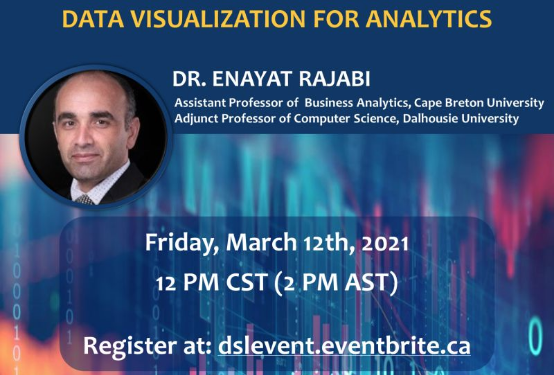 DATA VISUALIZATION FOR ANALYTICS
DR. ENAYAT RAJABI
Assistant Professor of Business Analytics, Cape Breton University
Adjunct Professor of Computer Science, Dalhousie University
Friday, March 12th, 2021
12 PM CST (2 PM AST)
Register at: dslevent.eventbrite.ca